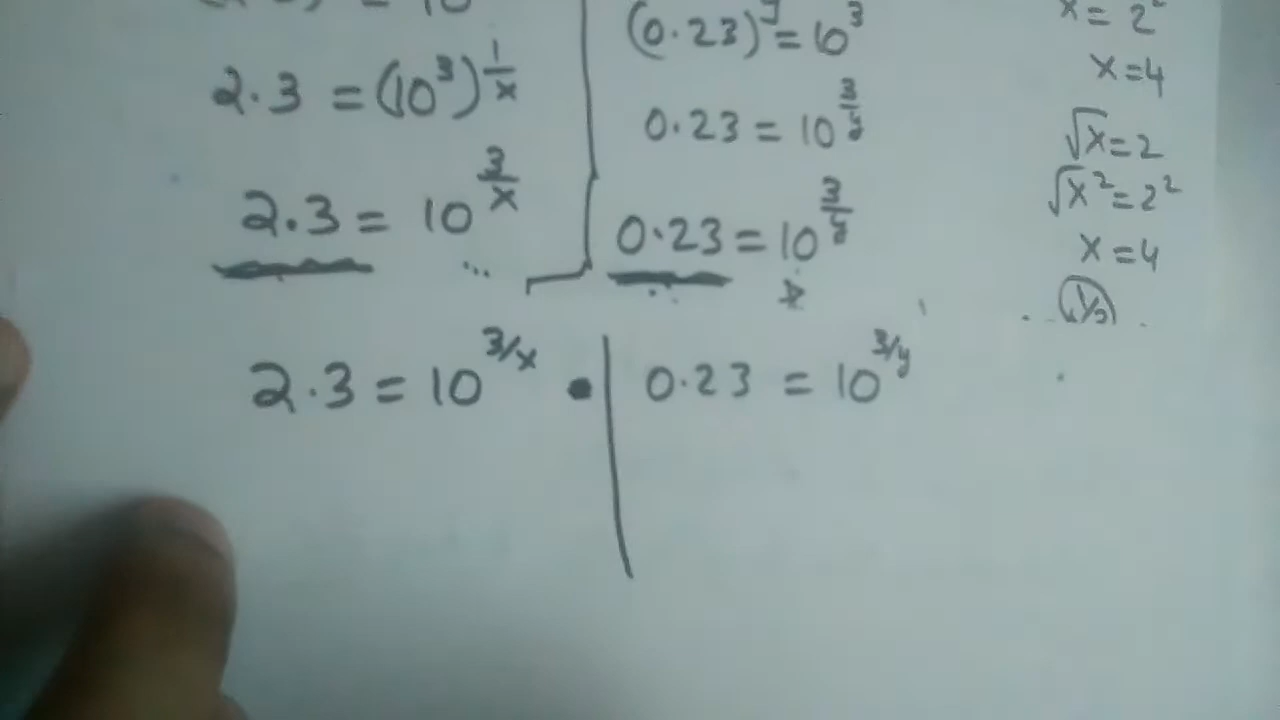 2.3 = (10³)^(1/x)
2.3 = 10^(3/x)
2.3 = 10^(3/x)
(0.23)^y = 10³
0.23 = 10^(3/y)
0.23 = 10^(3/y)
0.23 = 10^(3/y)
x = 2²
x = 4
√x = 2
√x² = 2²
x = 4